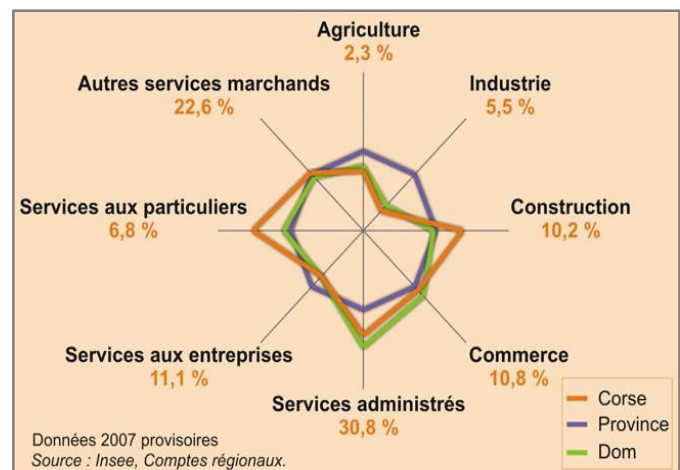 Agriculture
2,3 %
Autres services marchands
22,6 %
Industrie
5,5 %
Services aux particuliers
6,8 %
Construction
10,2 %
Services aux entreprises
11,1 %
Commerce
10,8 %
Services administrés
30,8 %
Corse
Province
Dom
Données 2007 provisoires
Source : Insee, Comptes régionaux.